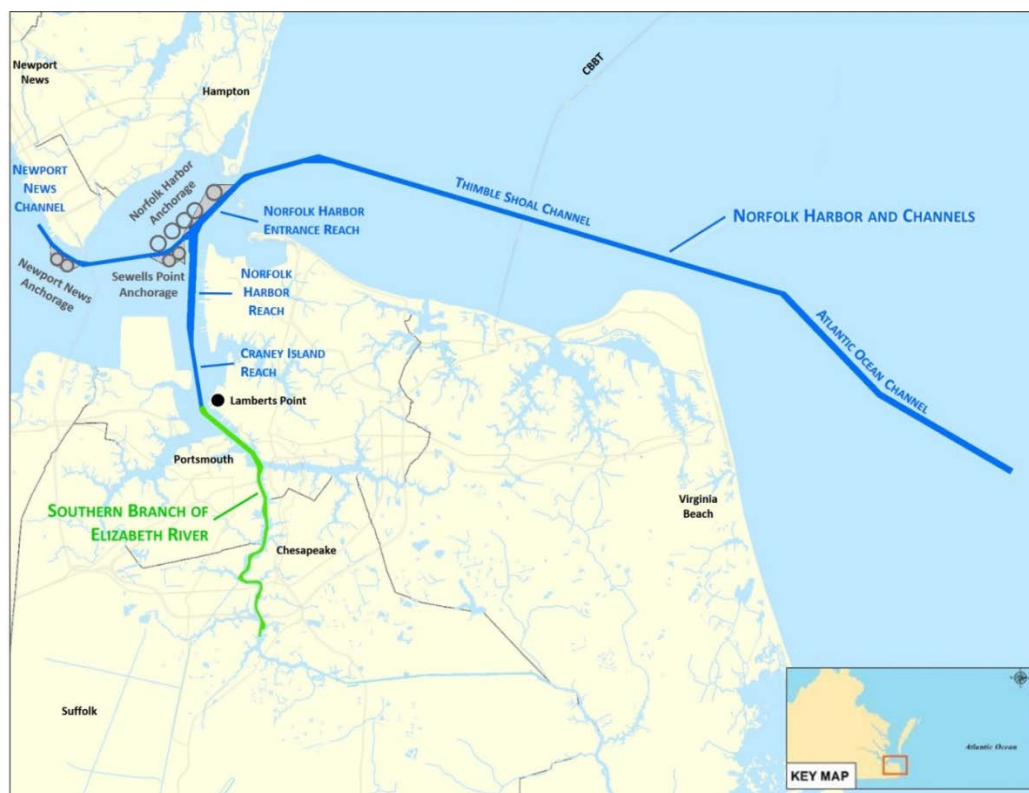 Newport
News
Hampton
CBBT
NEWPORT
NEWS
CHANNEL
Norfolk Harbor
Anchorage
THIMBLE SHOAL CHANNEL
NORFOLK HARBOR
ENTRANCE REACH
NORFOLK HARBOR AND CHANNELS
Newport News
Anchorage
Sewells Point
Anchorage
NORFOLK
HARBOR
REACH
ATLANTIC OCEAN CHANNEL
CRANEY ISLAND
REACH
Lamberts Point
Portsmouth
SOUTHERN BRANCH OF
ELIZABETH RIVER
Virginia
Beach
Chesapeake
Suffolk
Atlantic Ocean
KEY MAP